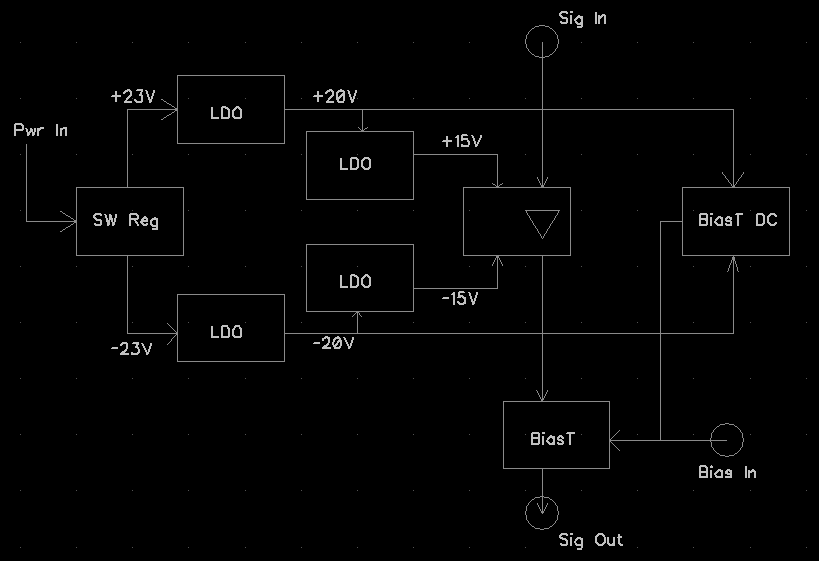 Sig In
+23V
+20V
LDO
Pwr In
+15V
LDO
SW Reg
BiasT DC
LDO
-15V
LDO
-23V
-20V
BiasT
Bias In
Sig Out